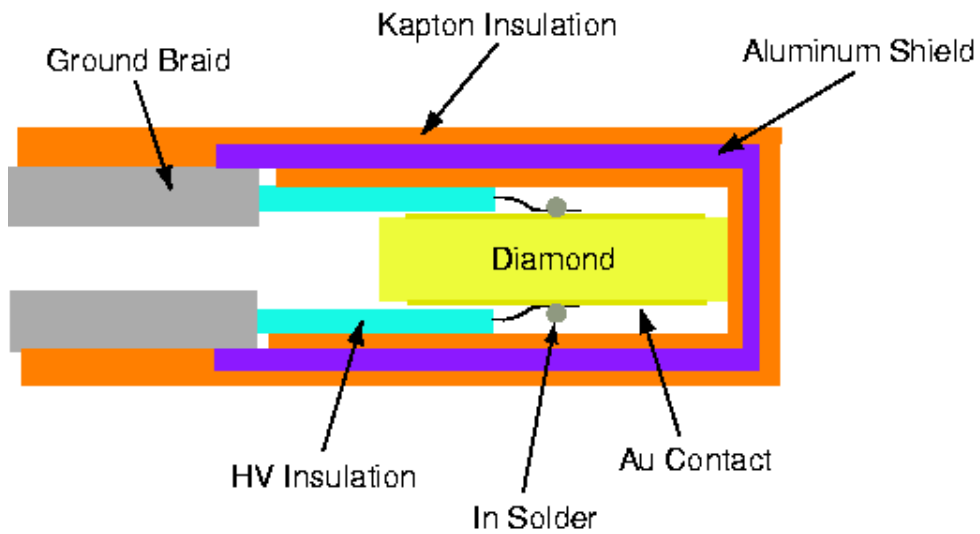 Kapton Insulation
Ground Braid
Aluminum Shield
Diamond
HV Insulation
Au Contact
In Solder